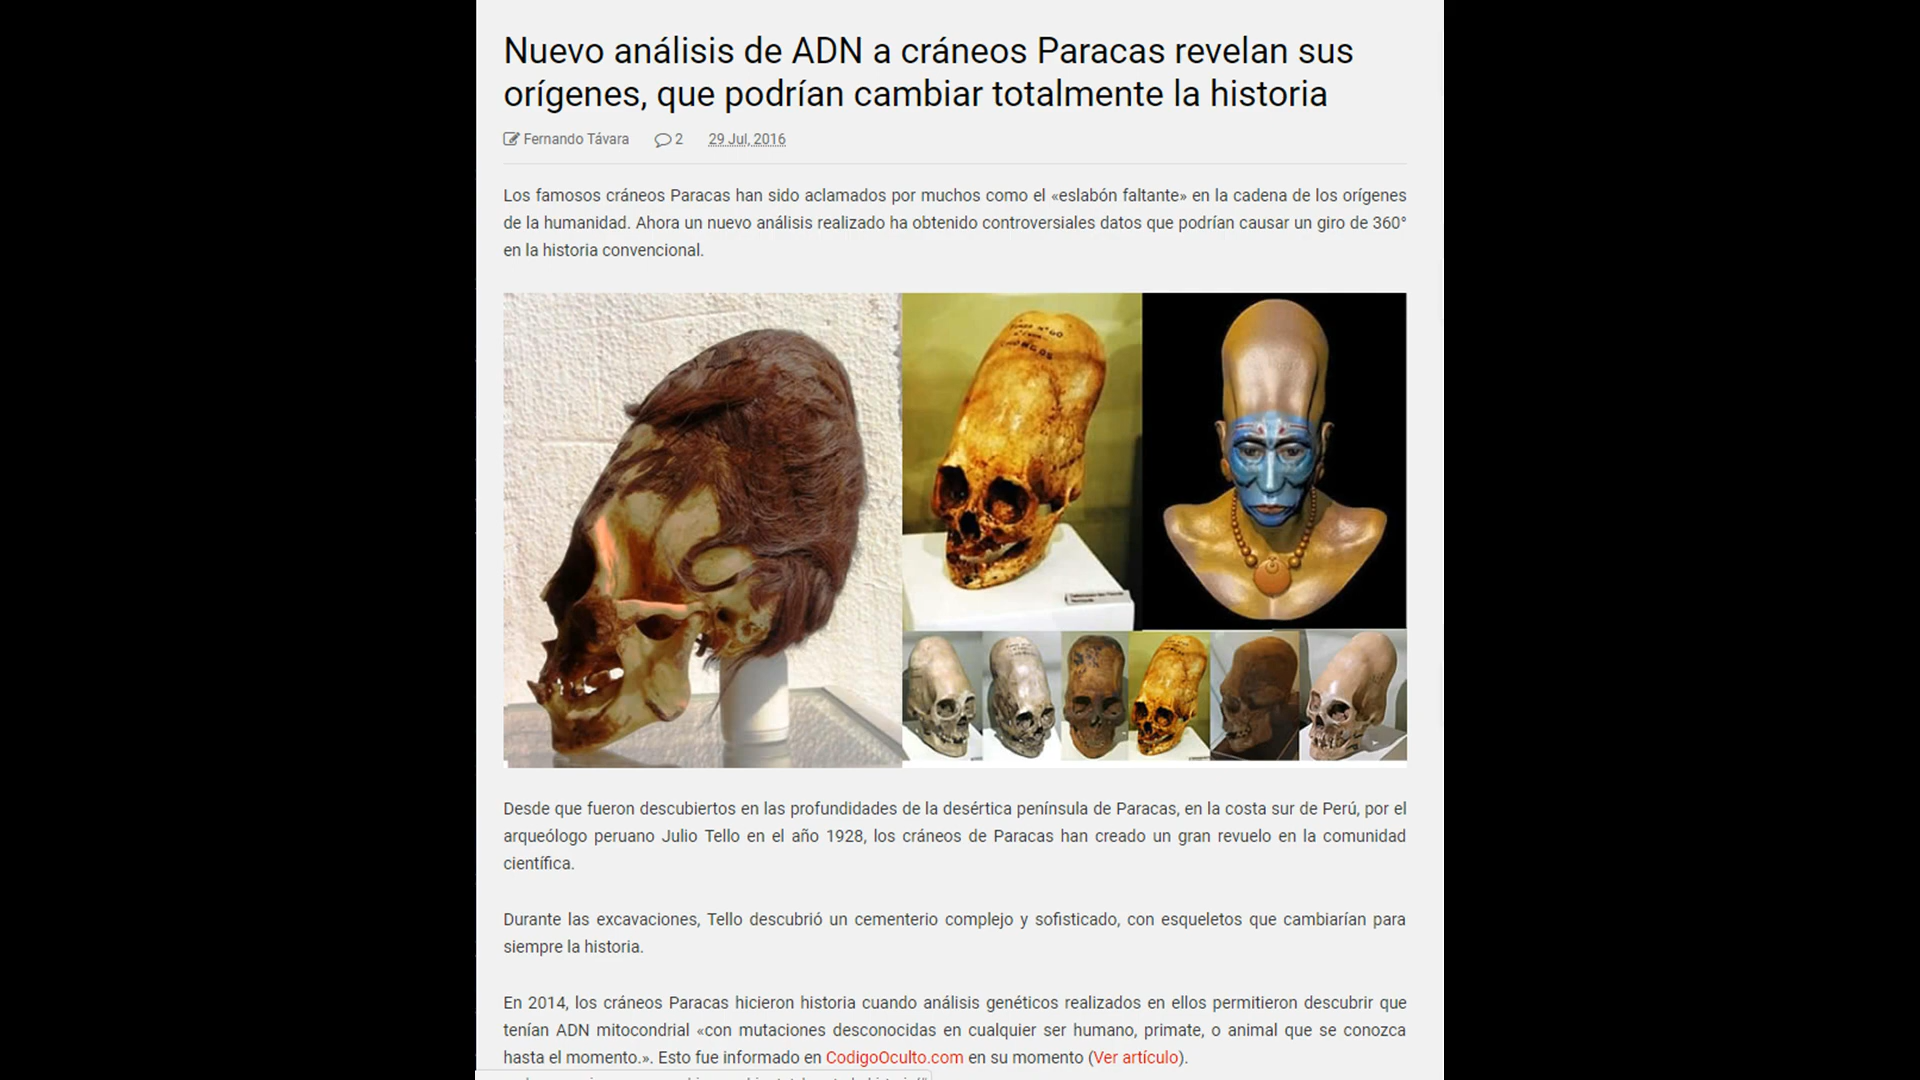 Nuevo análisis de ADN a cráneos Paracas revelan sus
orígenes, que podrían cambiar totalmente la historia
Fernando Távara 2 29 Jul, 2016
Los famosos cráneos Paracas han sido aclamados por muchos como el «eslabón faltante» en la cadena de los orígenes
de la humanidad. Ahora un nuevo análisis realizado ha obtenido controversiales datos que podrían causar un giro de 360°
en la historia convencional.
Desde que fueron descubiertos en las profundidades de la desértica península de Paracas, en la costa sur de Perú, por el
arqueólogo peruano Julio Tello en el año 1928, los cráneos de Paracas han creado un gran revuelo en la comunidad
científica.
Durante las excavaciones, Tello descubrió un cementerio complejo y sofisticado, con esqueletos que cambiarían para
siempre la historia.
En 2014, los cráneos Paracas hicieron historia cuando análisis genéticos realizados en ellos permitieron descubrir que
tenían ADN mitocondrial «con mutaciones desconocidas en cualquier ser humano, primate, o animal que se conozca
hasta el momento.». Esto fue informado en CodigoOculto.com en su momento (Ver artículo).